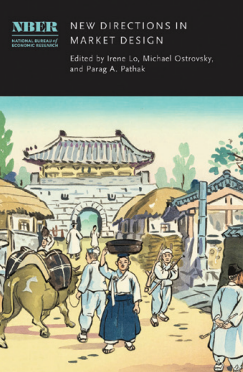 NBER
NATIONAL BUREAU of
ECONOMIC RESEARCH
NEW DIRECTIONS IN
MARKET DESIGN
Edited by Irene Lo, Michael Ostrovsky,
and Parag A. Pathak